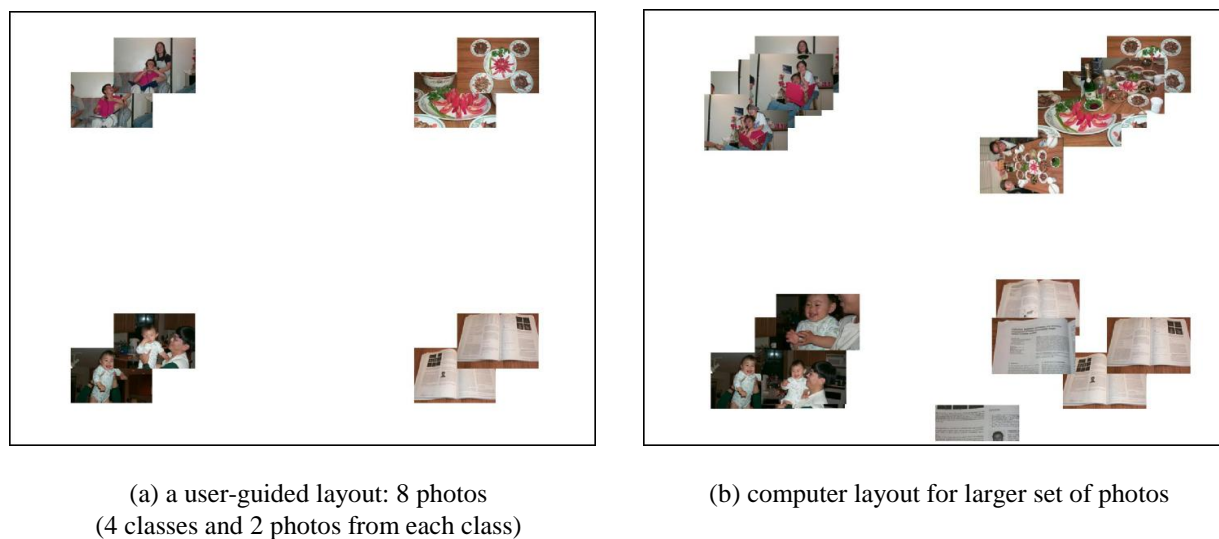 (a) a user-guided layout: 8 photos
(4 classes and 2 photos from each class)
(b) computer layout for larger set of photos